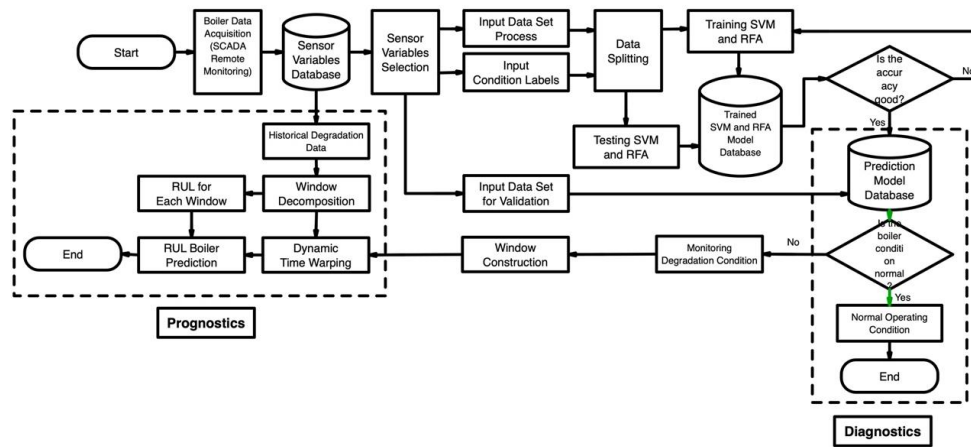 Start
Boiler Data
Acquisition
(SCADA
Remote
Monitoring)
Sensor
Variables
Database
Sensor
Variables
Selection
Input Data Set
Process
Input
Condition Labels
Data
Splitting
Training SVM
and RFA
Testing SVM
and RFA
Trained
SVM and RFA
Model
Database
Is the
accur
acy
good?
No
Yes
Historical Degradation
Data
RUL for
Each Window
Window
Decomposition
Input Data Set
for Validation
Prediction
Model
Database
End
RUL Boiler
Prediction
Dynamic
Time Warping
Window
Construction
Monitoring
Degradation Condition
No
Is the
boiler
conditi
on
normal
?
Yes
Normal Operating
Condition
End
Prognostics
Diagnostics